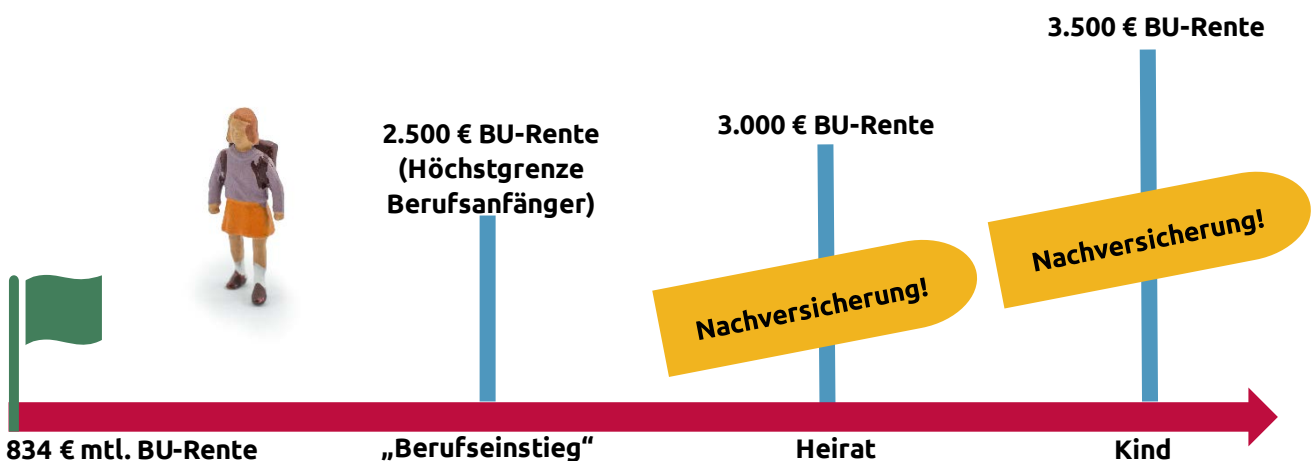 3.500 € BU-Rente
2.500 € BU-Rente
(Höchstgrenze
Berufsanfänger)
3.000 € BU-Rente
Nachversicherung!
Nachversicherung!
834 € mtl. BU-Rente
„Berufseinstieg“
Heirat
Kind